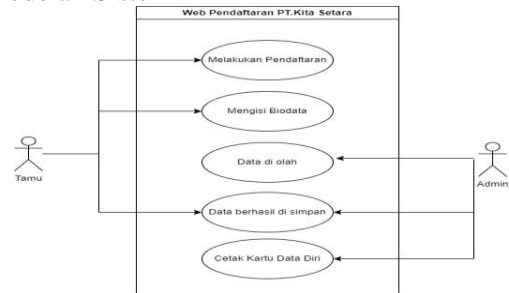 Web Pendaftaran PT.Kita Setara
Melakukan Pendaftaran
Mengisi Biodata
Data di olah
Tamu
Admin
Data berhasil di simpan
Cetak Kartu Data Diri